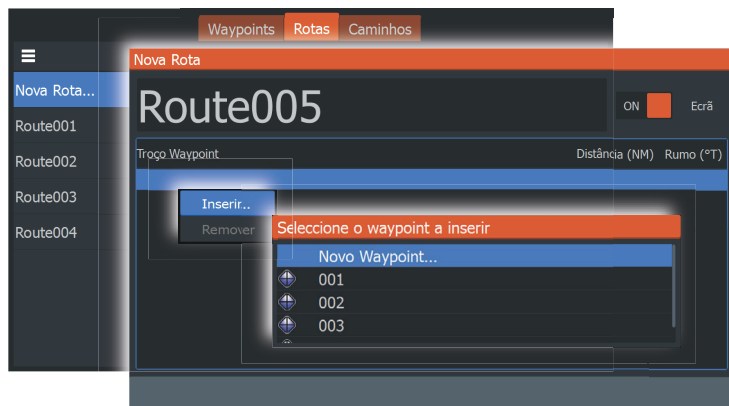 Waypoints Rotas Caminhos
Nova Rota
Nova Rota...
Route001
Route002
Route003
Route004
Route005
ON Ecrã
Troço Waypoint Distância (NM) Rumo (°T)
Inserir..
Remover
Seleccione o waypoint a inserir
Novo Waypoint...
001
002
003